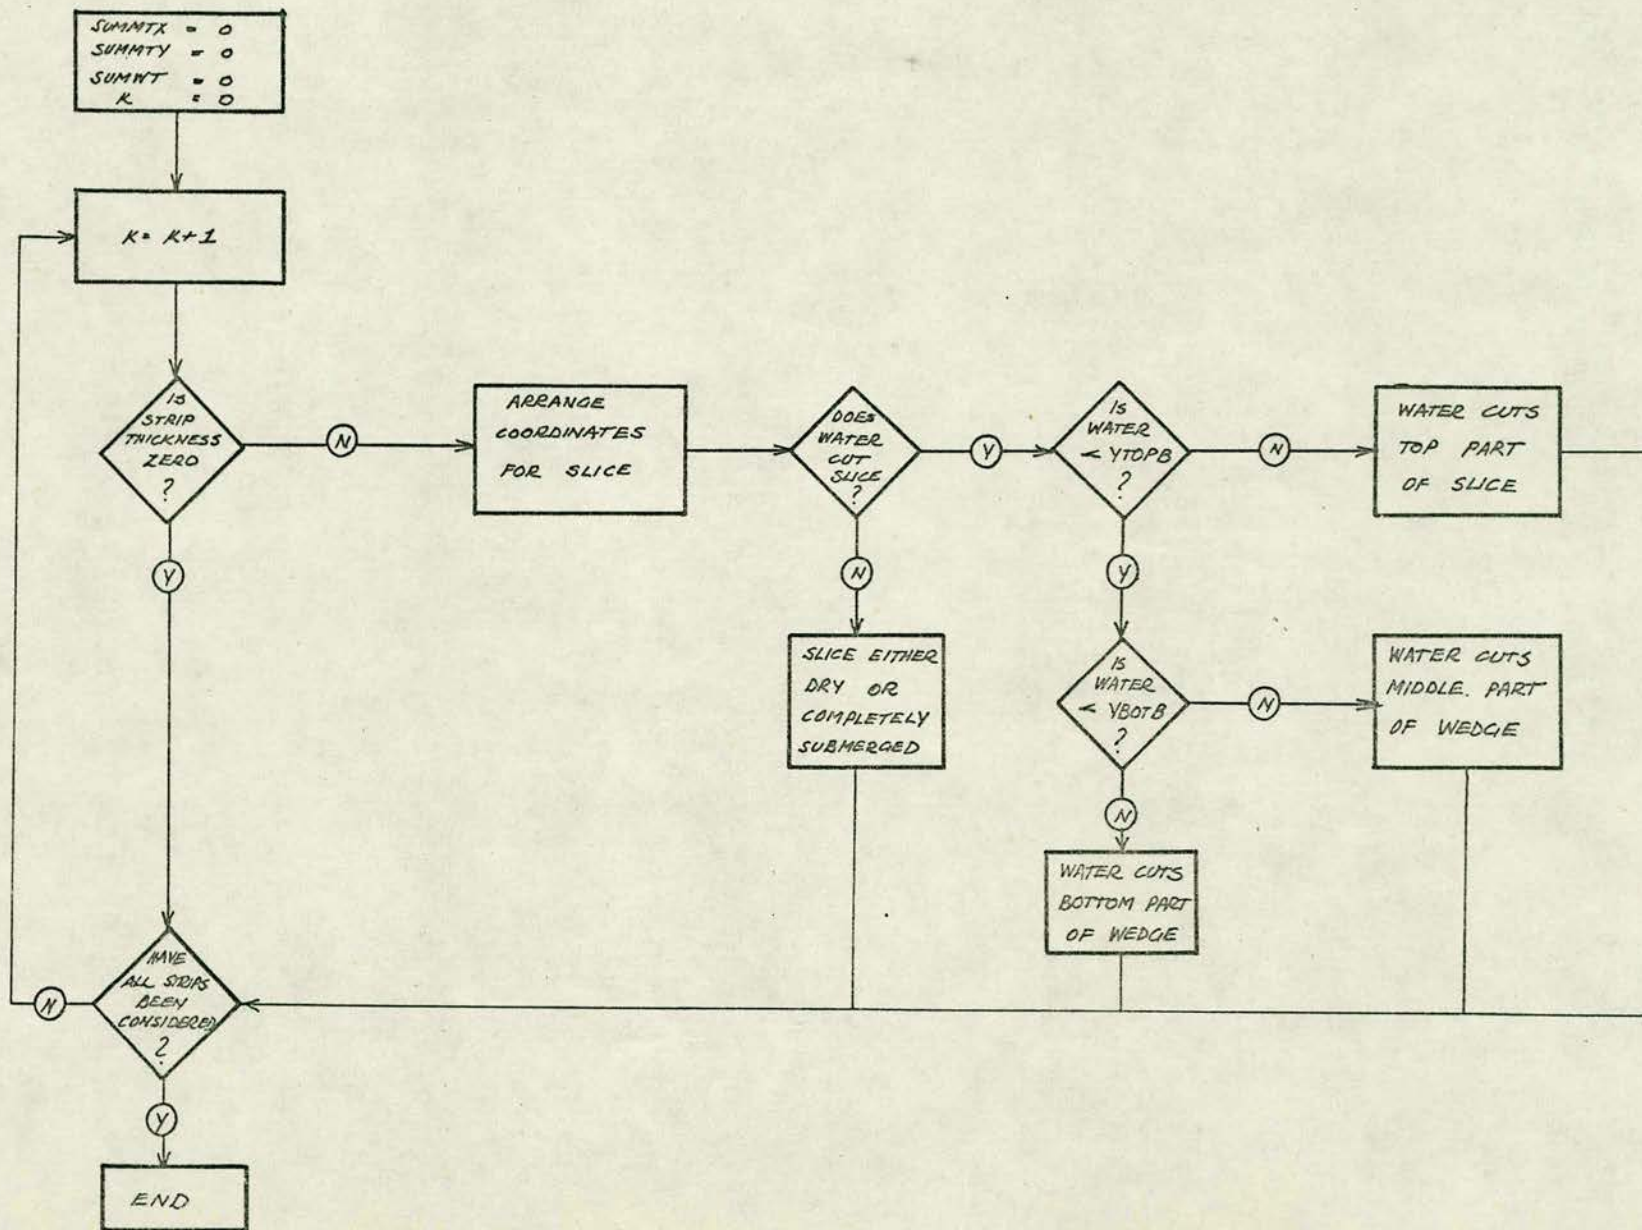 SUMMTX = 0
SUMMTY = 0
SUMWT = 0
K = 0
K = K+1
IS
STRIP
THICKNESS
ZERO
?
N
Y
ARRANGE
COORDINATES
FOR SLICE
DOES
WATER
CUT
SLICE
?
Y
N
IS
WATER
< YTOPB
?
N
Y
WATER CUTS
TOP PART
OF SLICE
SLICE EITHER
DRY OR
COMPLETELY
SUBMERGED
IS
WATER
< YBOTB
?
N
N
WATER CUTS
MIDDLE. PART
OF WEDGE
WATER CUTS
BOTTOM PART
OF WEDGE
HAVE
ALL STRIPS
BEEN
CONSIDERED
?
N
Y
END